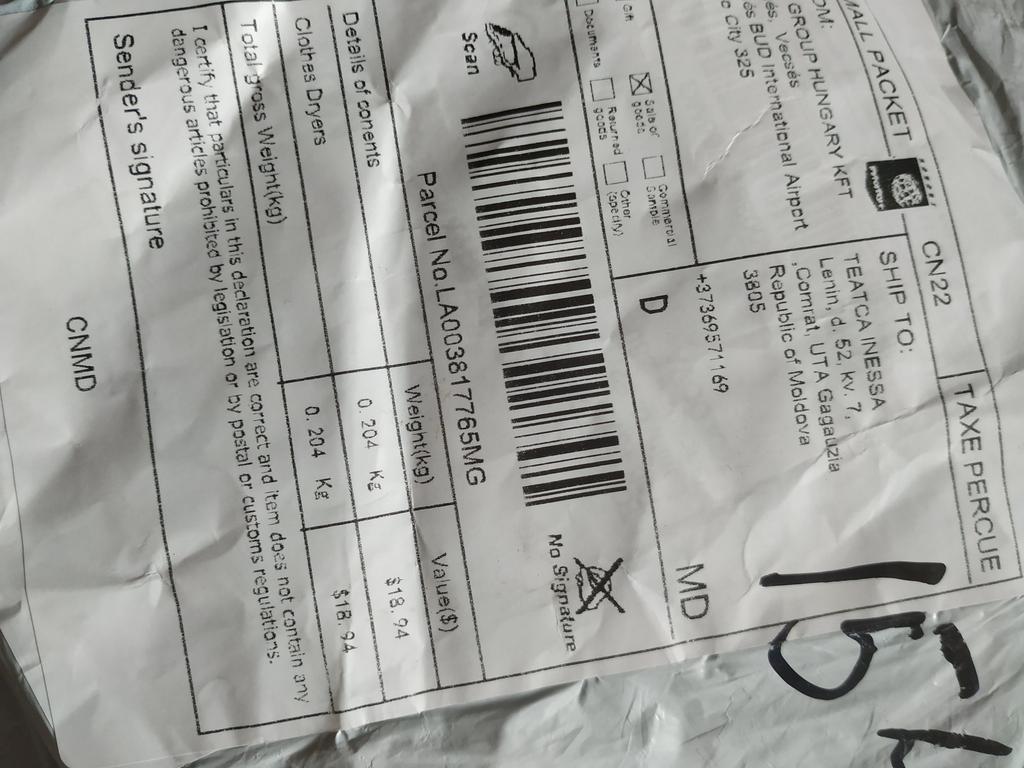 MALL PACKET
CN22
TAXE PERCUE
OM:
GROUP HUNGARY KFT
és, Vecsés
és BUD International Airport
o City 325
SHIP TO:
TEATCA INESSA
Lenin, d. 52, kv. 7,
,Comrat, UTA Gagauzia
Republic of Moldova
3805
+37369571169
MD
D
Gift
Documents
Sale of goods
Returned goods
Commercial Sample
Other (specify)
Scan
No Signature
Parcel No.LA003817765MG
Details of contents
Weight(kg)
Value($)
Clothes Dryers
0.204 Kg
$18.94
Total gross Weight(kg)
0.204 Kg
$18.94
I certify that particulars in this declaration are correct and item does not contain any
dangerous articles prohibited by legislation or by postal or customs regulations.
Sender's signature
CNMD
15